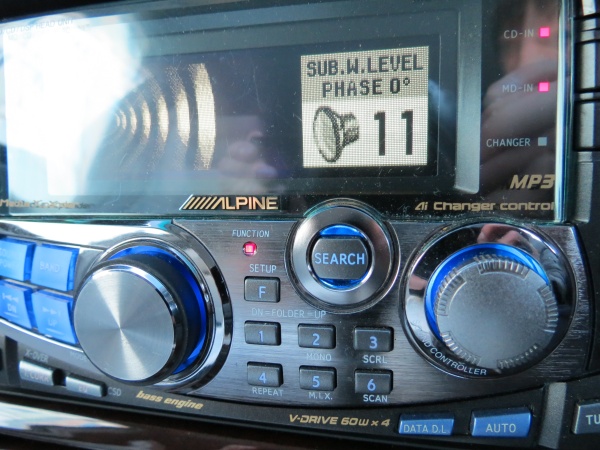 SUB.W.LEVEL
PHASE 0°
11
CD-IN
MD-IN
CHANGER
MP3
ALPINE
Ai Changer control
FUNCTION
SEARCH
SETUP
F
DN-FOLDER-UP
BAND
1
2
3
MONO
SCRL
4
5
6
REPEAT
M.I.X.
SCAN
bass engine
V-DRIVE 60W x 4
DATA D.L
AUTO
TU